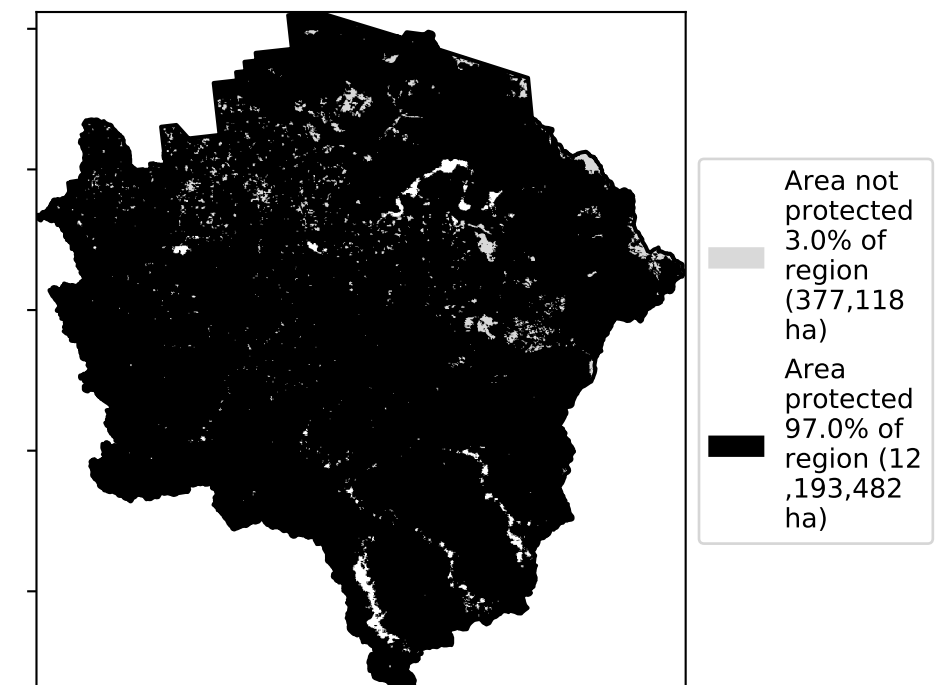 Area not
protected
3.0% of
region
(377,118
ha)
Area
protected
97.0% of
region (12
,193,482
ha)